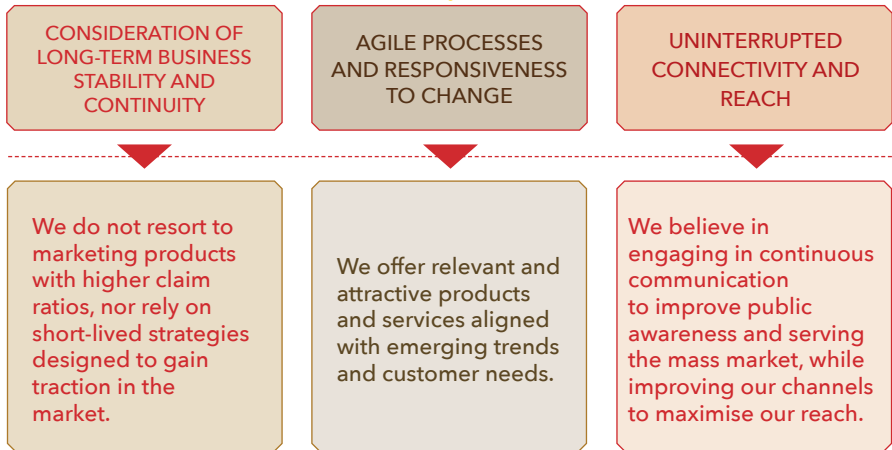 CONSIDERATION OF
LONG-TERM BUSINESS
STABILITY AND
CONTINUITY
AGILE PROCESSES
AND RESPONSIVENESS
TO CHANGE
UNINTERRUPTED
CONNECTIVITY AND
REACH
We do not resort to
marketing products
with higher claim
ratios, nor rely on
short-lived strategies
designed to gain
traction in the
market.
We offer relevant and
attractive products
and services aligned
with emerging trends
and customer needs.
We believe in
engaging in continuous
communication
to improve public
awareness and serving
the mass market, while
improving our channels
to maximise our reach.